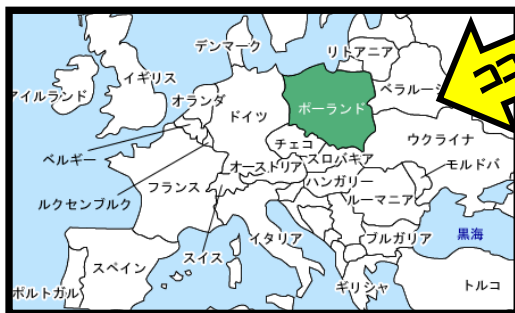 デンマーク
リトアニア
イギリス
ココ
アイルランド
オランダ
ベラルーシ
ポーランド
ドイツ
ウクライナ
チェコ
ベルギー
スロバキア
モルドバ
オーストリア
ハンガリー
フランス
ルクセンブルク
ルーマニア
イタリア
ブルガリア
黒海
スイス
スペイン
ギリシャ
トルコ
ポルトガル